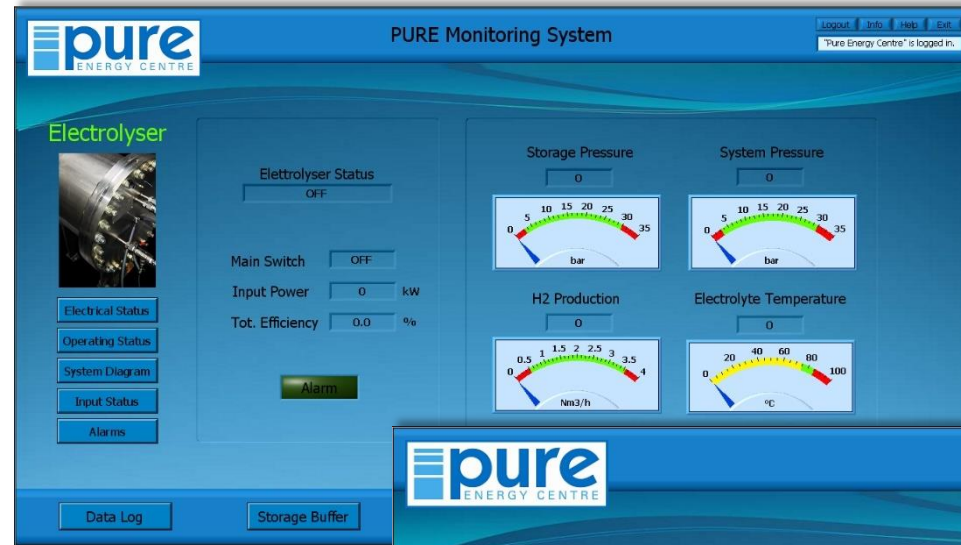 pure
ENERGY CENTRE
PURE Monitoring System
Logout Info Help Exit
"Pure Energy Centre" is logged in.
Electrolyser
Electrical Status
Operating Status
System Diagram
Input Status
Alarms
Elettrolyser Status
OFF
Main Switch OFF
Input Power 0 kW
Tot. Efficiency 0.0 %
Alarm
Storage Pressure
0
0 5 10 15 20 25 30 35
bar
System Pressure
0
0 5 10 15 20 25 30 35
bar
H2 Production
0
0 0.5 1 1.5 2 2.5 3 3.5 4
Nm3/h
Electrolyte Temperature
0
0 20 40 60 80 100
ºC
Data Log
Storage Buffer
pure
ENERGY CENTRE